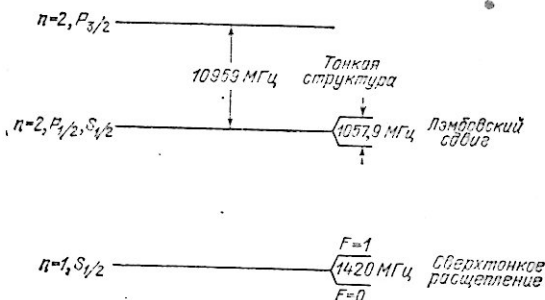 n=2, P3/2
10959 МГц
Тонкая
структура
n=2, P1/2, S1/2
1057,9 МГц
Лэмбовский
сдвиг
n=1, S1/2
F=1
1420 МГц
F=0
Сверхтонкое
расщепление